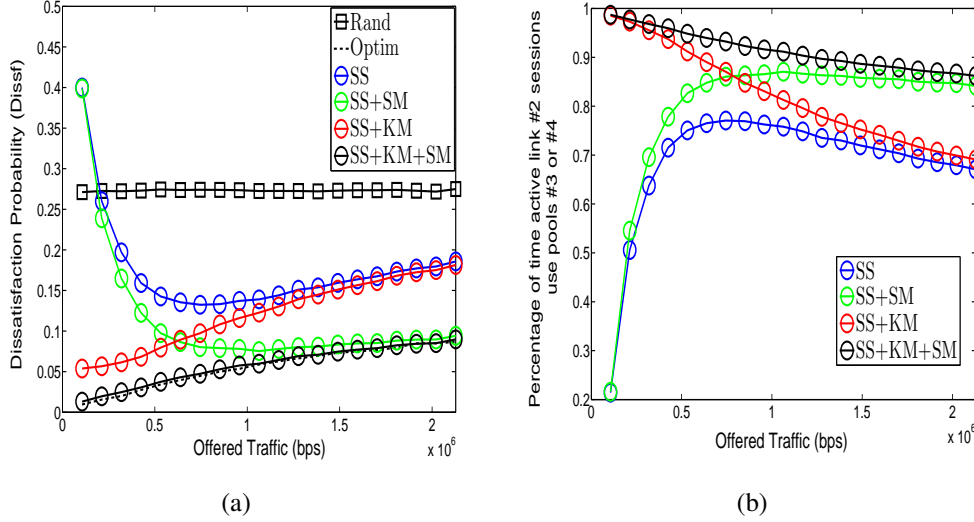 0.5
0.45
0.4
0.35
0.3
0.25
0.2
0.15
0.1
0.05
0
Dissatisfaction Probability (Dissf)
Rand
Optim
SS
SS+SM
SS+KM
SS+KM+SM
0
0.5
1
1.5
2
x 10^6
Offered Traffic (bps)
(a)
1
0.9
0.8
0.7
0.6
0.5
0.4
0.3
0.2
Percentage of time active link #2 sessions
use pools #3 or #4
SS
SS+SM
SS+KM
SS+KM+SM
0
0.5
1
1.5
2
x 10^6
Offered Traffic (bps)
(b)